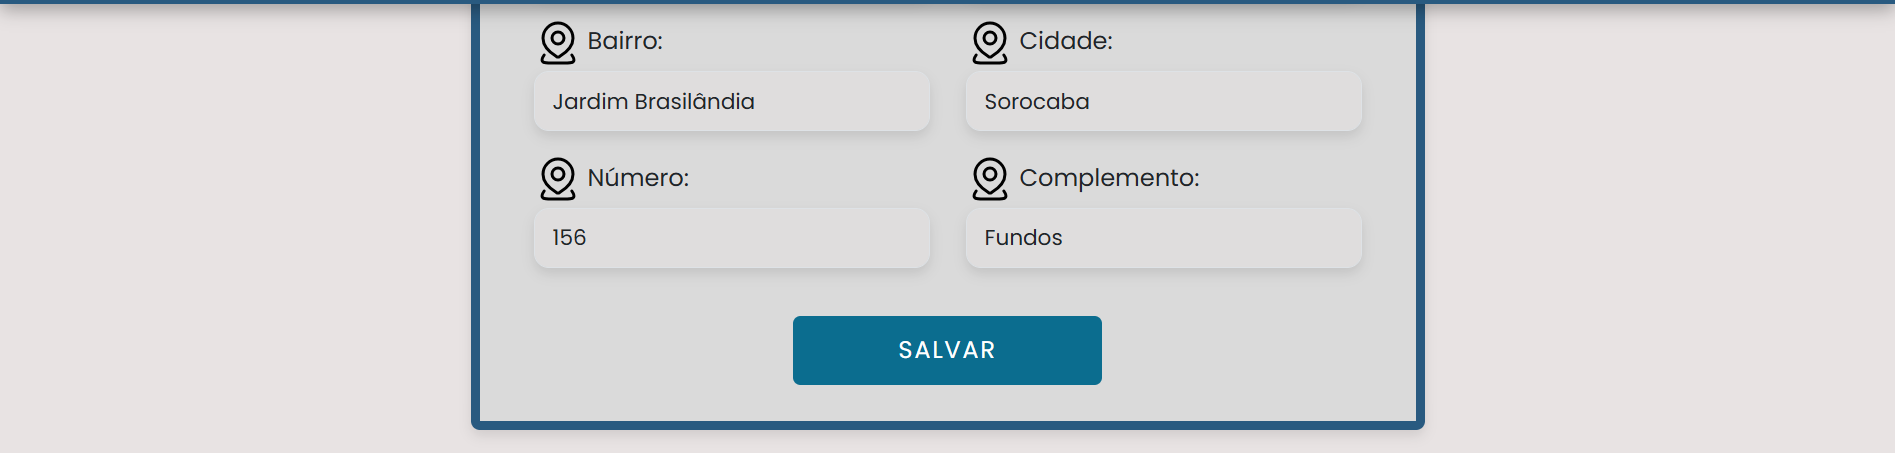 Bairro:
Cidade:
Jardim Brasilândia
Sorocaba
Número:
Complemento:
156
Fundos
SALVAR